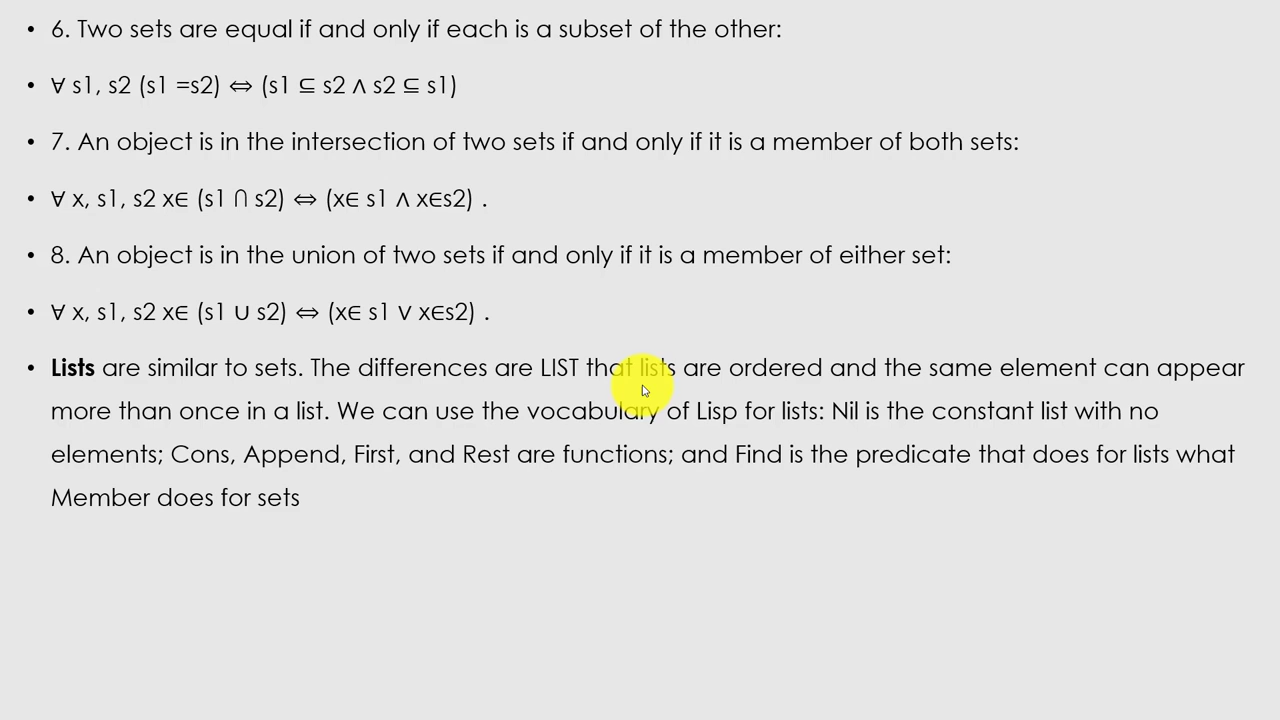 • 6. Two sets are equal if and only if each is a subset of the other:
• ∀ s1, s2 (s1 =s2) ⇔ (s1 ⊆ s2 ∧ s2 ⊆ s1)
• 7. An object is in the intersection of two sets if and only if it is a member of both sets:
• ∀ x, s1, s2 x∈ (s1 ∩ s2) ⇔ (x∈ s1 ∧ x∈s2) .
• 8. An object is in the union of two sets if and only if it is a member of either set:
• ∀ x, s1, s2 x∈ (s1 ∪ s2) ⇔ (x∈ s1 ∨ x∈s2) .
• Lists are similar to sets. The differences are LIST that lists are ordered and the same element can appear
more than once in a list. We can use the vocabulary of Lisp for lists: Nil is the constant list with no
elements; Cons, Append, First, and Rest are functions; and Find is the predicate that does for lists what
Member does for sets